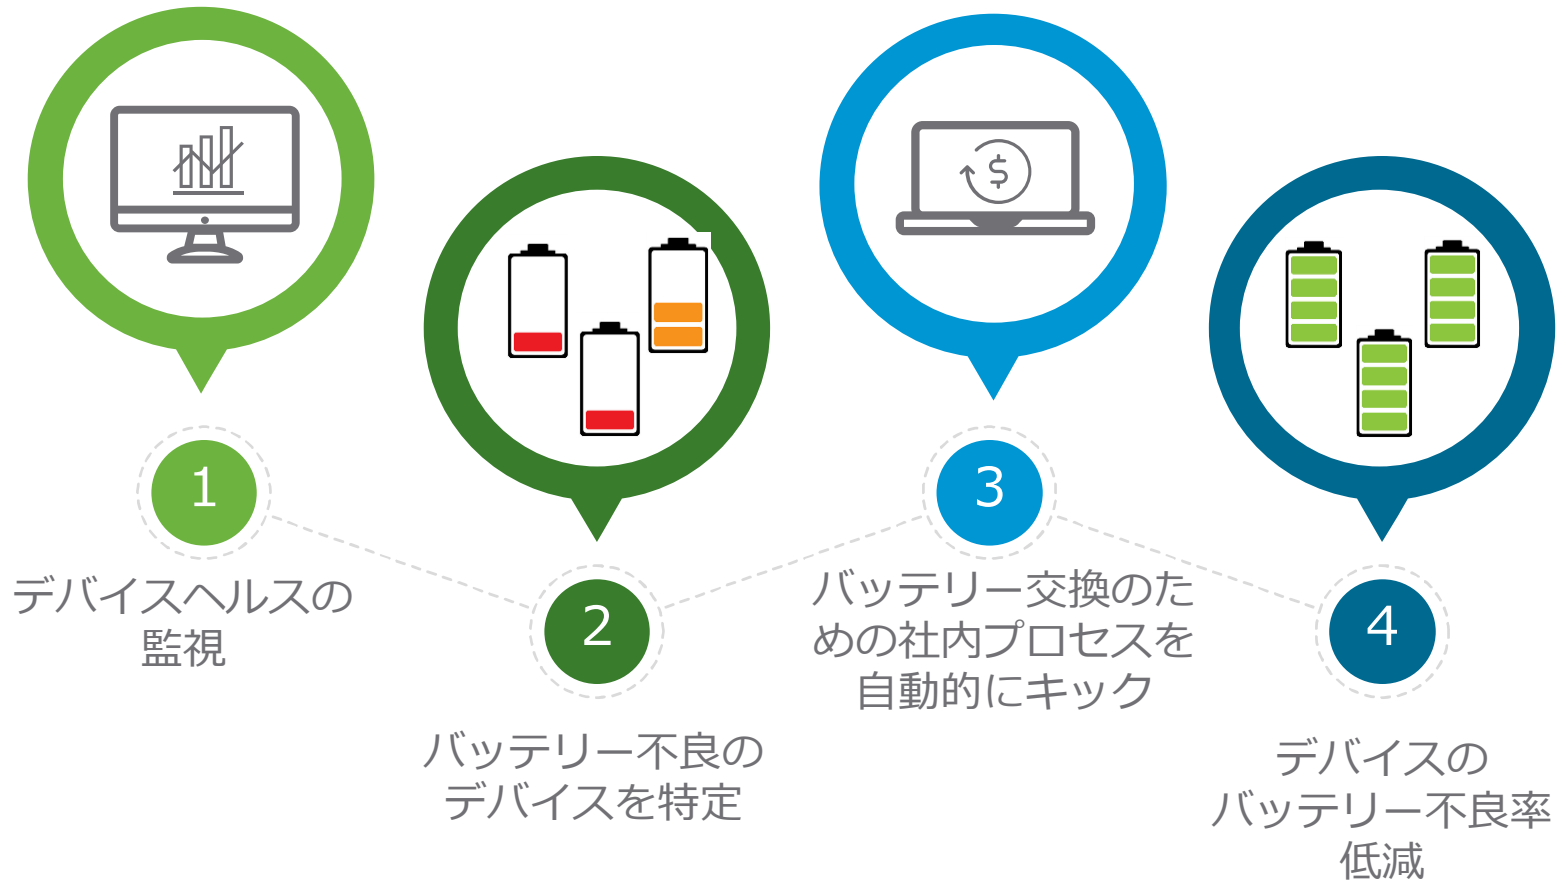 $
1
デバイスヘルスの
監視
2
バッテリー不良の
デバイスを特定
3
バッテリー交換のた
めの社内プロセスを
自動的にキック
4
デバイスの
バッテリー不良率
低減